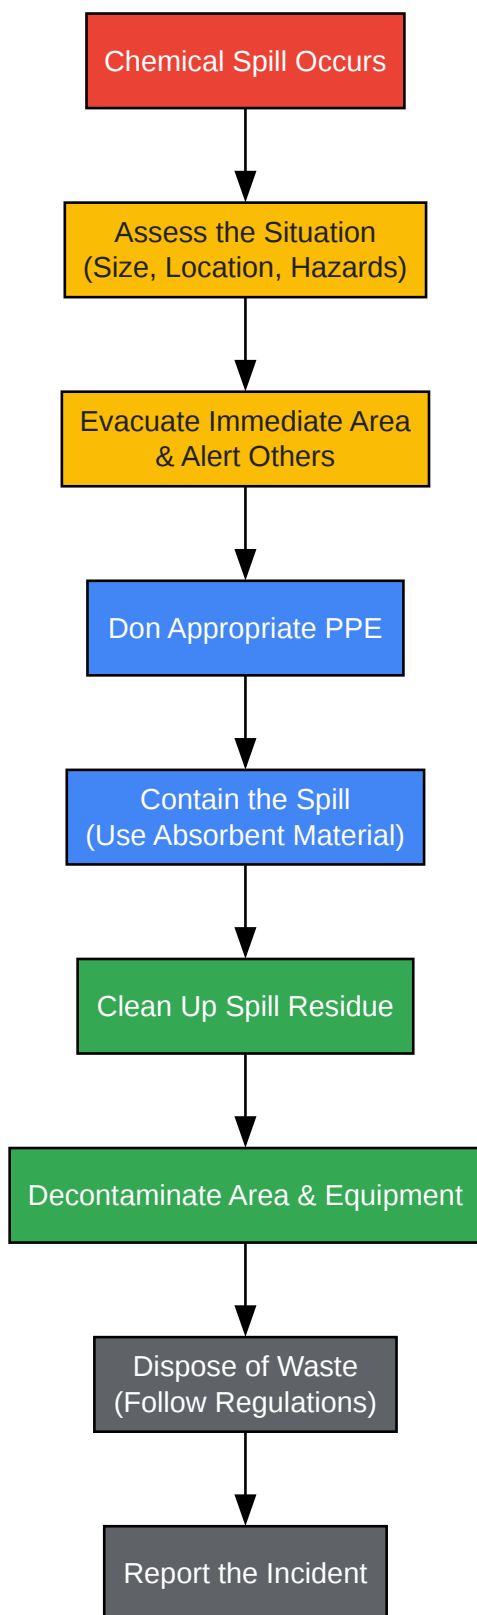 Chemical Spill Occurs
Assess the Situation
(Size, Location, Hazards)
Evacuate Immediate Area
& Alert Others
Don Appropriate PPE
Contain the Spill
(Use Absorbent Material)
Clean Up Spill Residue
Decontaminate Area & Equipment
Dispose of Waste
(Follow Regulations)
Report the Incident